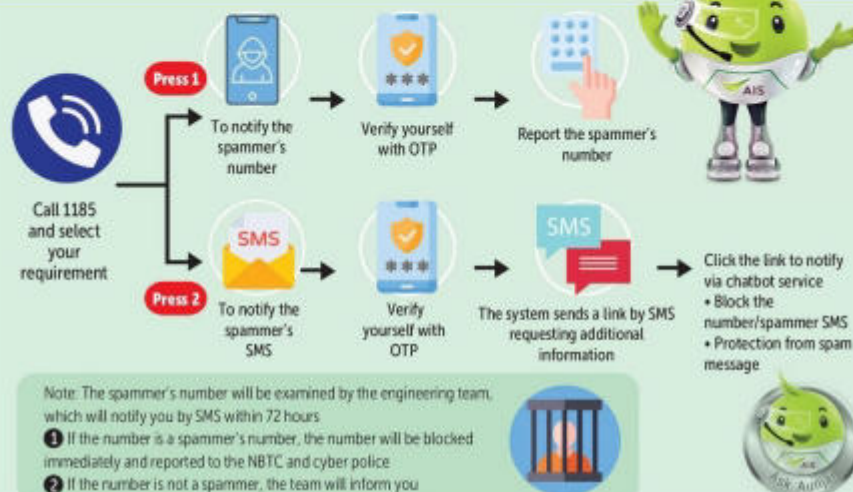 Press 1
To notify the
spammer's
number
***
Verify yourself
with OTP
Report the spammer's
number
AIS
Call 1185
and select
your
requirement
Press 2
SMS
To notify the
spammer's
SMS
***
Verify
yourself with
OTP
SMS
The system sends a link by SMS
requesting additional
information
Click the link to notify
via chatbot service
• Block the
number/spammer SMS
• Protection from spam
message
Note: The spammer's number will be examined by the engineering team,
which will notify you by SMS within 72 hours
1 If the number is a spammer's number, the number will be blocked
immediately and reported to the NBTC and cyber police
2 If the number is not a spammer, the team will inform you
AIS
Ask Aunjai